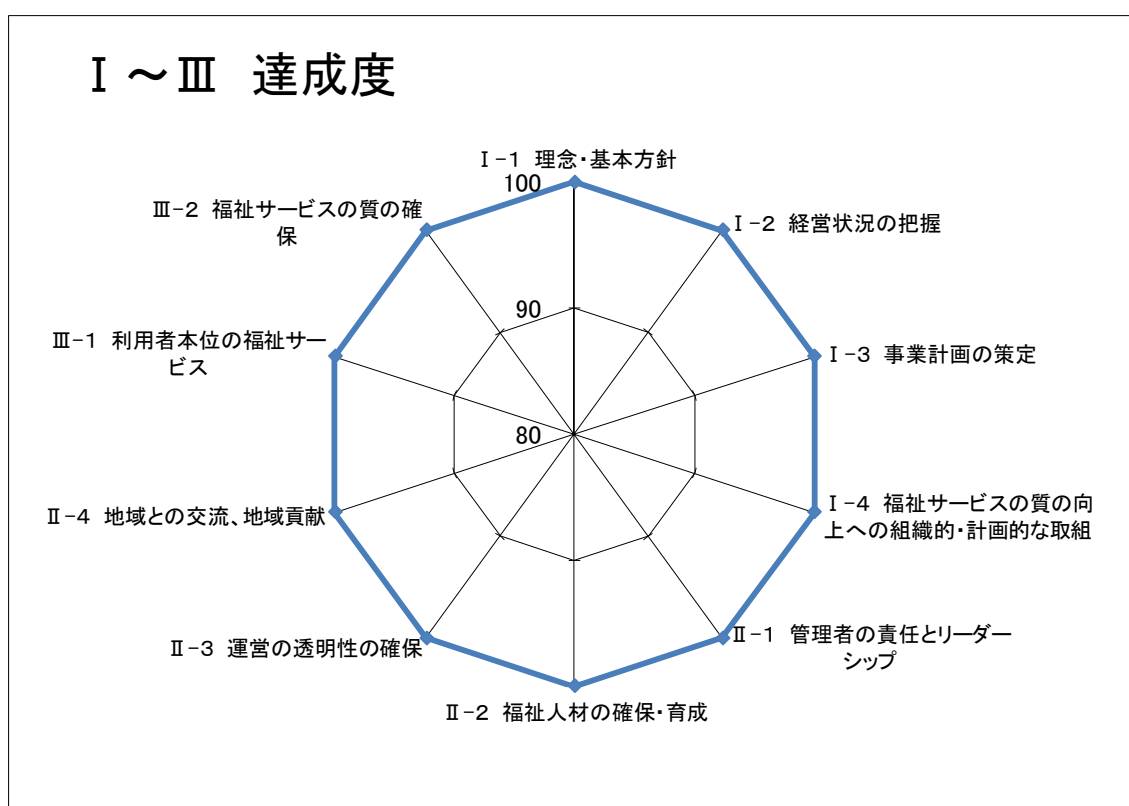 Ⅰ～Ⅲ 達成度
Ⅰ-1 理念・基本方針
100
Ⅰ-2 経営状況の把握
Ⅲ-2 福祉サービスの質の確
保
90
Ⅰ-3 事業計画の策定
Ⅲ-1 利用者本位の福祉サー
ビス
80
Ⅰ-4 福祉サービスの質の向
上への組織的・計画的な取組
Ⅱ-4 地域との交流、地域貢献
Ⅱ-1 管理者の責任とリーダー
シップ
Ⅱ-3 運営の透明性の確保
Ⅱ-2 福祉人材の確保・育成